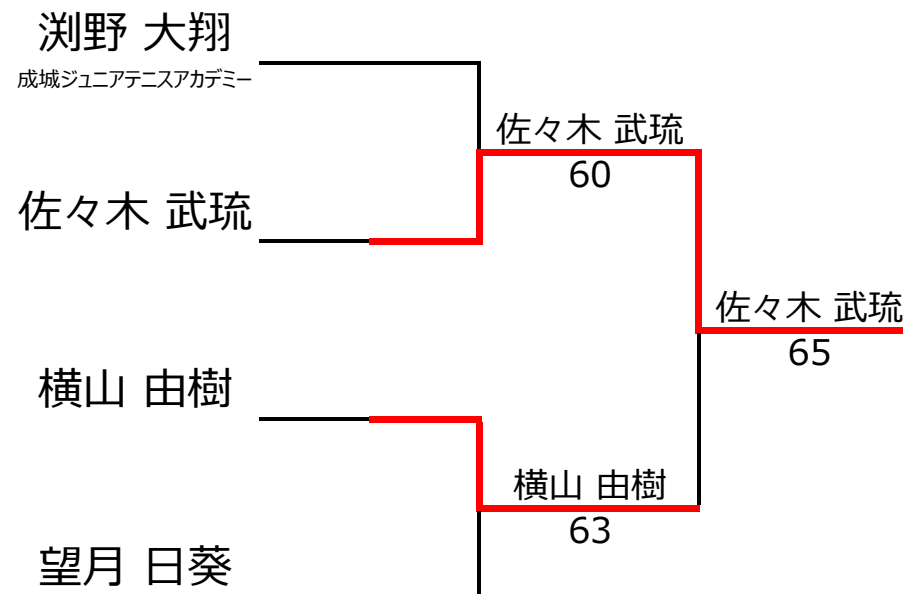 渕野 大翔
成城ジュニアテニスアカデミー
佐々木 武琉
60
佐々木 武琉
佐々木 武琉
65
横山 由樹
横山 由樹
63
望月 日葵